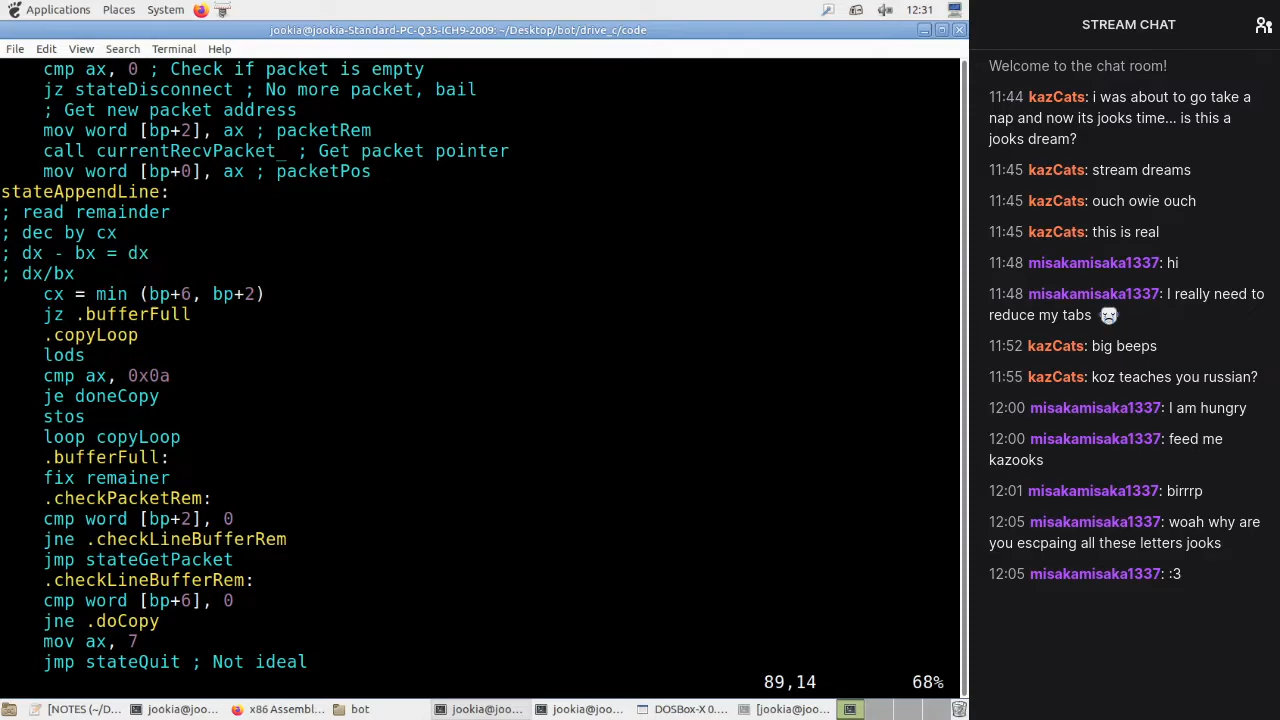 Applications Places System 12:31
jookia@jookia-Standard-PC-Q35-ICH9-2009: ~/Desktop/bot/drive_c/code
File Edit View Search Terminal Help
cmp ax, 0 ; Check if packet is empty
jz stateDisconnect ; No more packet, bail
; Get new packet address
mov word [bp+2], ax ; packetRem
call currentRecvPacket_ ; Get packet pointer
mov word [bp+0], ax ; packetPos
stateAppendLine:
; read remainder
; dec by cx
; dx - bx = dx
; dx/bx
cx = min (bp+6, bp+2)
jz .bufferFull
.copyLoop
lods
cmp ax, 0x0a
je doneCopy
stos
loop copyLoop
.bufferFull:
fix remainer
.checkPacketRem:
cmp word [bp+2], 0
jne .checkLineBufferRem
jmp stateGetPacket
.checkLineBufferRem:
cmp word [bp+6], 0
jne .doCopy
mov ax, 7
jmp stateQuit ; Not ideal
89,14 68%
[NOTES (~/D... jookia@jooki... x86 Assembl... bot jookia@jooki... jookia@jooki... DOSBox-X 0.... [jookia@joo...
STREAM CHAT
Welcome to the chat room!
11:44 kazCats: i was about to go take a
nap and now its jooks time... is this a
jooks dream?
11:45 kazCats: stream dreams
11:45 kazCats: ouch owie ouch
11:45 kazCats: this is real
11:48 misakamisaka1337: hi
11:48 misakamisaka1337: I really need to
reduce my tabs
11:52 kazCats: big beeps
11:55 kazCats: koz teaches you russian?
12:00 misakamisaka1337: I am hungry
12:00 misakamisaka1337: feed me
kazooks
12:01 misakamisaka1337: birrrp
12:05 misakamisaka1337: woah why are
you escpaing all these letters jooks
12:05 misakamisaka1337: :3